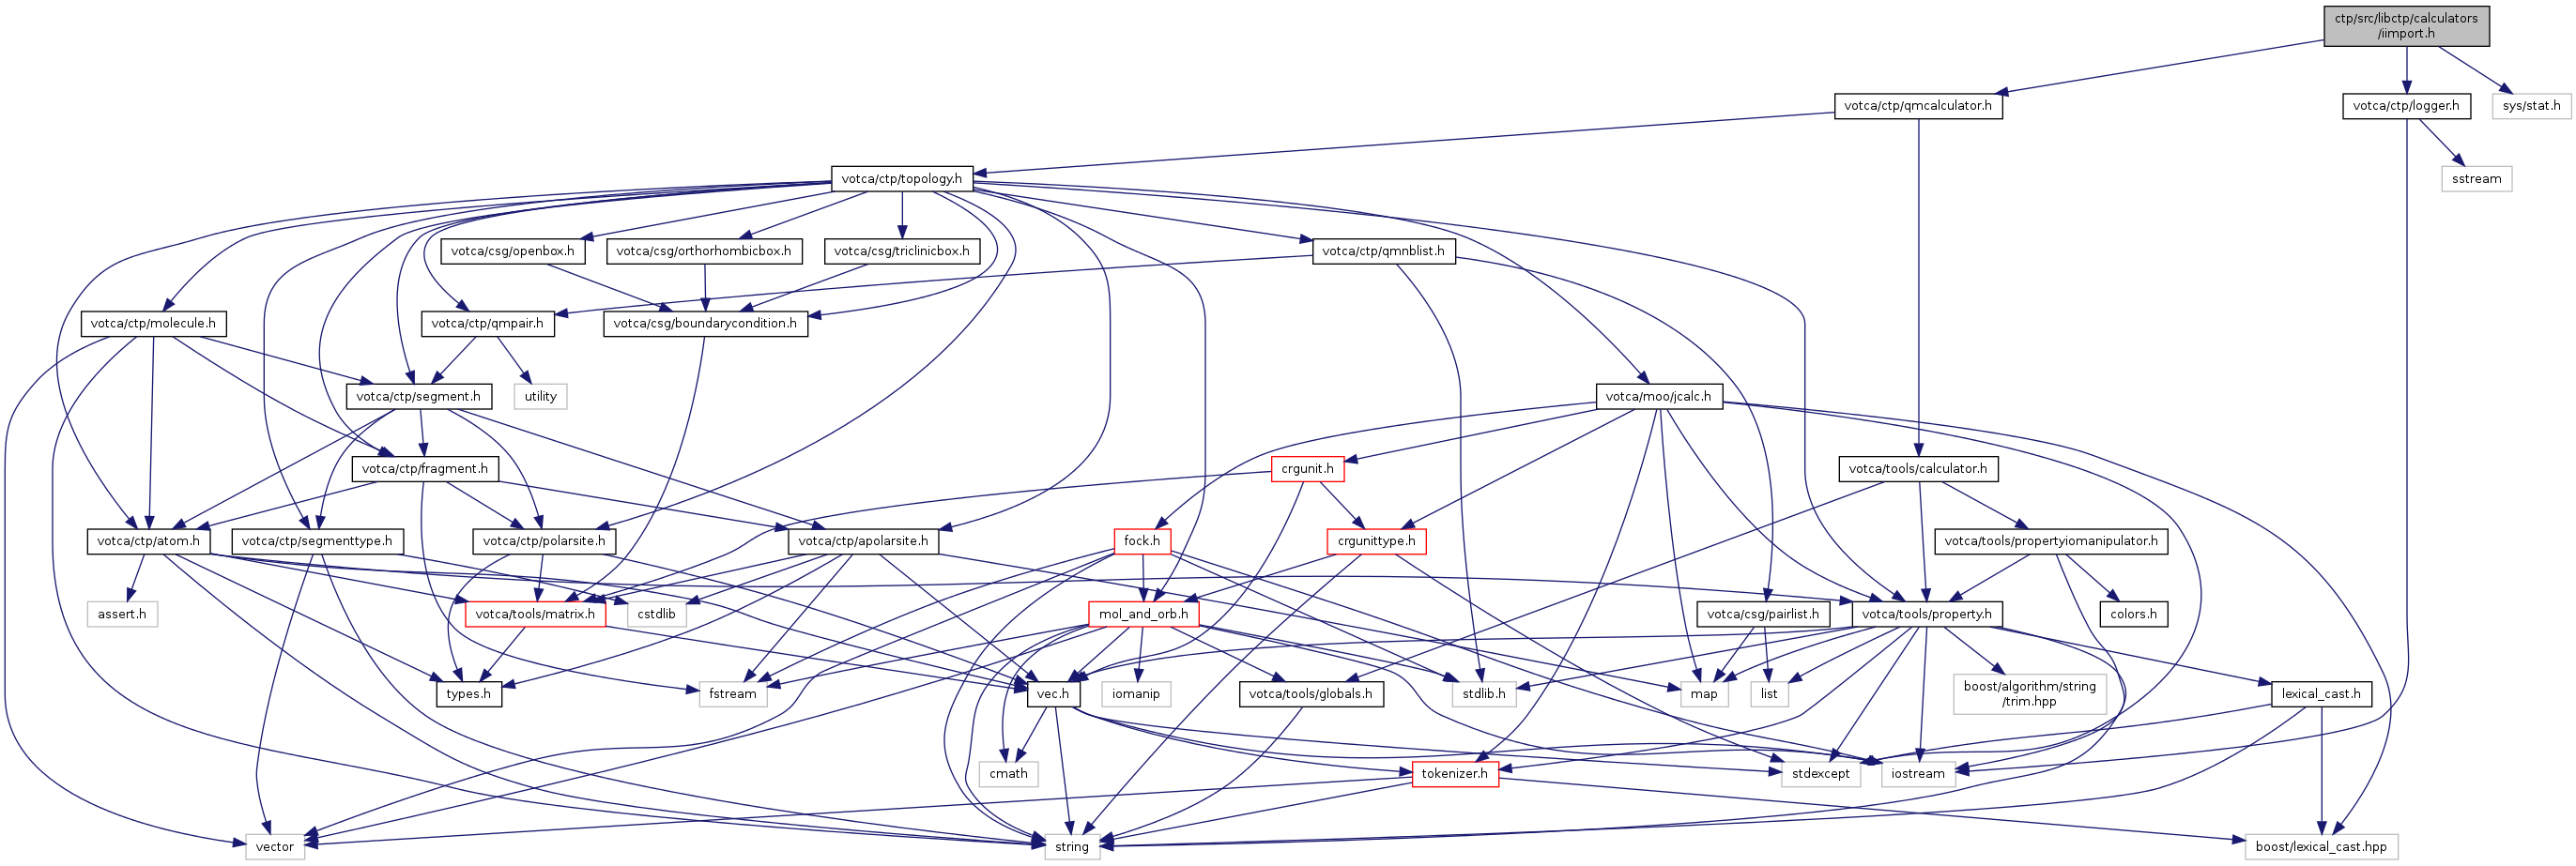 ctp/src/libctp/calculators
/iimport.h
votca/ctp/qmcalculator.h
votca/ctp/logger.h
sys/stat.h
votca/ctp/topology.h
sstream
votca/csg/openbox.h
votca/csg/orthorhombicbox.h
votca/csg/triclinicbox.h
votca/ctp/qmnblist.h
votca/ctp/molecule.h
votca/ctp/qmpair.h
votca/csg/boundarycondition.h
votca/ctp/segment.h
utility
votca/moo/jcalc.h
votca/ctp/fragment.h
crgunit.h
votca/tools/calculator.h
votca/ctp/atom.h
votca/ctp/segmenttype.h
votca/ctp/polarsite.h
votca/ctp/apolarsite.h
fock.h
crgunittype.h
votca/tools/propertyiomanipulator.h
assert.h
votca/tools/matrix.h
cstdlib
mol_and_orb.h
votca/csg/pairlist.h
votca/tools/property.h
colors.h
types.h
fstream
vec.h
iomanip
votca/tools/globals.h
stdlib.h
map
list
boost/algorithm/string
/trim.hpp
lexical_cast.h
cmath
tokenizer.h
stdexcept
iostream
vector
string
boost/lexical_cast.hpp